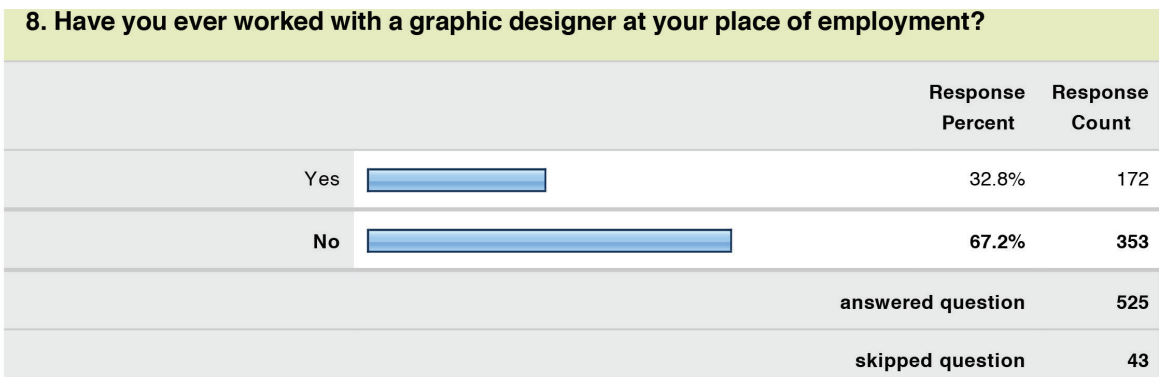 8. Have you ever worked with a graphic designer at your place of employment?
Response Response
Percent Count
Yes 32.8% 172
No 67.2% 353
answered question 525
skipped question 43